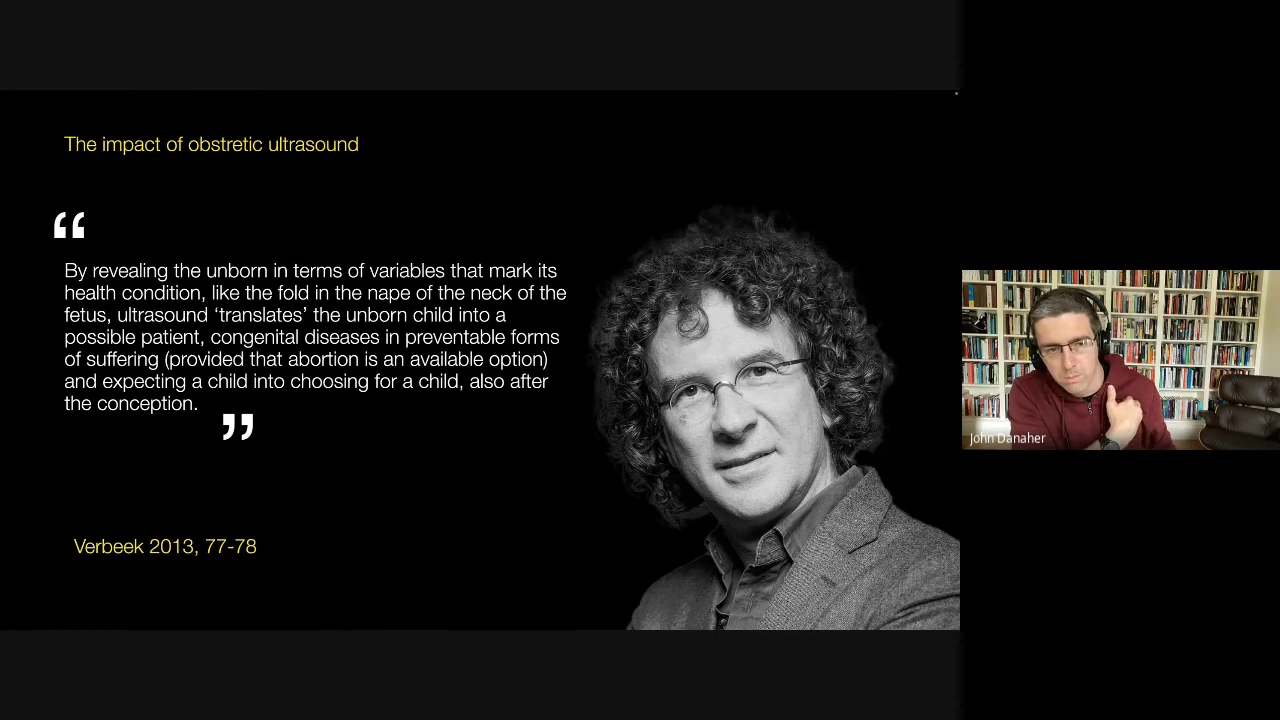 The impact of obstretic ultrasound
“
By revealing the unborn in terms of variables that mark its
health condition, like the fold in the nape of the neck of the
fetus, ultrasound ‘translates’ the unborn child into a
possible patient, congenital diseases in preventable forms
of suffering (provided that abortion is an available option)
and expecting a child into choosing for a child, also after
the conception.
”
Verbeek 2013, 77-78
John Danaher